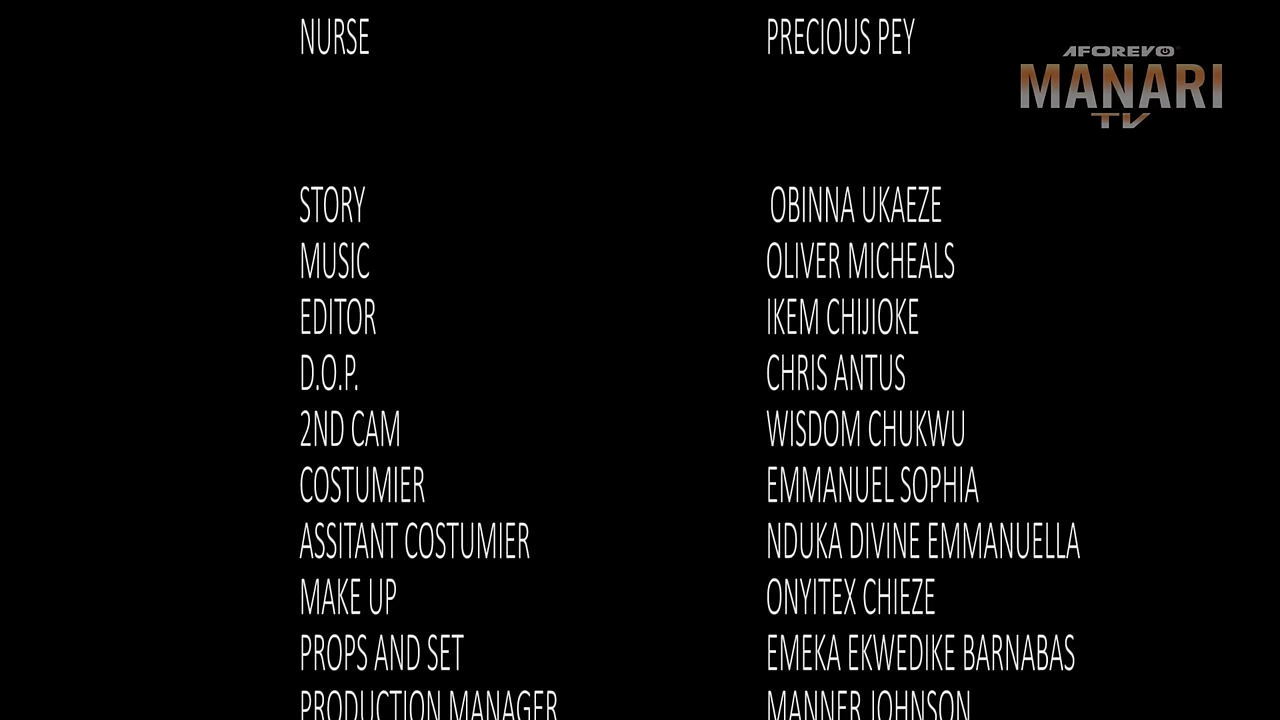 NURSE PRECIOUS PEY
AFOREVO
MANARI
TV
STORY OBINNA UKAEZE
MUSIC OLIVER MICHEALS
EDITOR IKEM CHIJIOKE
D.O.P. CHRIS ANTUS
2ND CAM WISDOM CHUKWU
COSTUMIER EMMANUEL SOPHIA
ASSITANT COSTUMIER NDUKA DIVINE EMMANUELLA
MAKE UP ONYITEX CHIEZE
PROPS AND SET EMEKA EKWEDIKE BARNABAS
PRODUCTION MANAGER MANNER JOHNSON